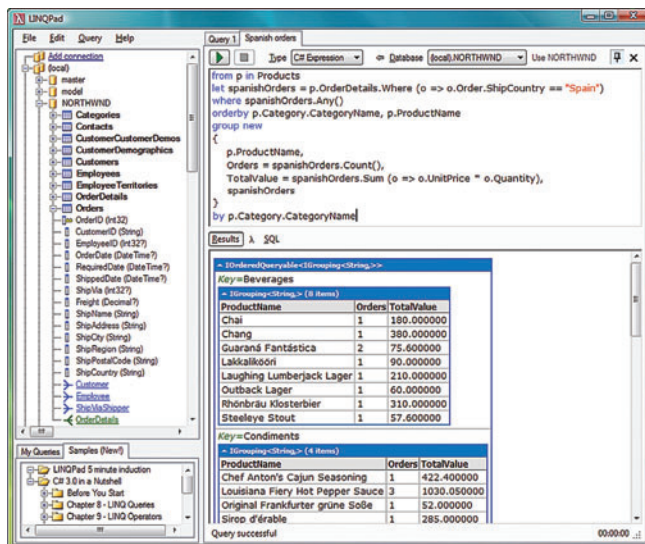 LINQPad
File Edit Query Help
Add connection
(local)
master
model
NORTHWND
Categories
Contacts
CustomerCustomerDemos
CustomerDemographics
Customers
Employees
EmployeeTerritories
OrderDetails
Orders
OrderID (Int32)
CustomerID (String)
EmployeeID (Int32?)
OrderDate (DateTime?)
RequiredDate (DateTime?)
ShippedDate (DateTime?)
ShipVia (Int32?)
Freight (Decimal?)
ShipName (String)
ShipAddress (String)
ShipCity (String)
ShipRegion (String)
ShipPostalCode (String)
ShipCountry (String)
Customer
Employee
ShipViaShipper
OrderDetails
My Queries Samples (New!)
LINQPad 5 minute induction
C# 3.0 in a Nutshell
Before You Start
Chapter 8 - LINQ Queries
Chapter 9 - LINQ Operators
Query 1 Spanish orders
Type C# Expression Database (local).NORTHWND Use NORTHWND
from p in Products
let spanishOrders = p.OrderDetails.Where (o => o.Order.ShipCountry == "Spain")
where spanishOrders.Any()
orderby p.Category.CategoryName, p.ProductName
group new
{
p.ProductName,
Orders = spanishOrders.Count(),
TotalValue = spanishOrders.Sum (o => o.UnitPrice * o.Quantity),
spanishOrders
}
by p.Category.CategoryName
Results λ SQL
IOrderedQueryable<IGrouping<String,>>
Key=Beverages
IGrouping<String,> (8 items)
ProductName Orders TotalValue
Chai 1 180.000000
Chang 1 380.000000
Guaraná Fantástica 2 75.600000
Lakkalikööri 1 90.000000
Laughing Lumberjack Lager 1 210.000000
Outback Lager 1 60.000000
Rhönbräu Klosterbier 1 310.000000
Steeleye Stout 1 57.600000
Key=Condiments
IGrouping<String,> (4 items)
ProductName Orders TotalValue
Chef Anton's Cajun Seasoning 1 422.400000
Louisiana Fiery Hot Pepper Sauce 3 1030.050000
Original Frankfurter grüne Soße 1 52.000000
Sirop d'érable 1 285.000000
Query successful 00:00:00